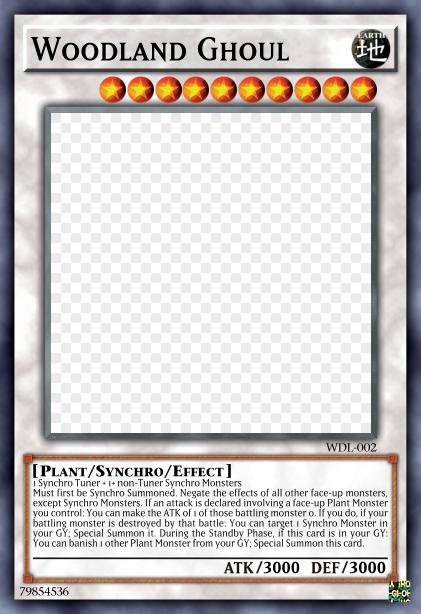 Woodland Ghoul
EARTH
地
WDL-002
[Plant/Synchro/Effect]
1 Synchro Tuner + 1+ non-Tuner Synchro Monsters
Must first be Synchro Summoned. Negate the effects of all other face-up monsters,
except Synchro Monsters. If an attack is declared involving a face-up Plant Monster
you control: You can make the ATK of 1 of those battling monster 0. If you do, if your
battling monster is destroyed by that battle: You can target 1 Synchro Monster in
your GY; Special Summon it. During the Standby Phase, if this card is in your GY:
You can banish 1 other Plant Monster from your GY; Special Summon this card.
ATK/3000 DEF/3000
79854536